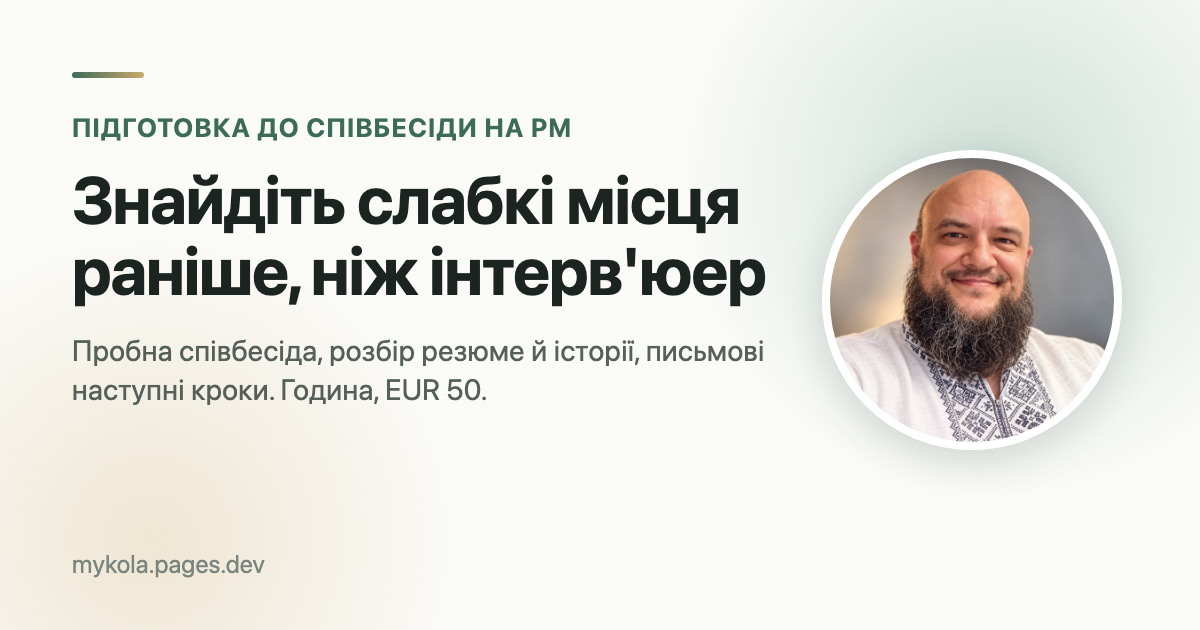 ПІДГОТОВКА ДО СПІВБЕСІДИ НА PM
Знайдіть слабкі місця
раніше, ніж інтерв'юер
Пробна співбесіда, розбір резюме й історії, письмові
наступні кроки. Година, EUR 50.
mykola.pages.dev